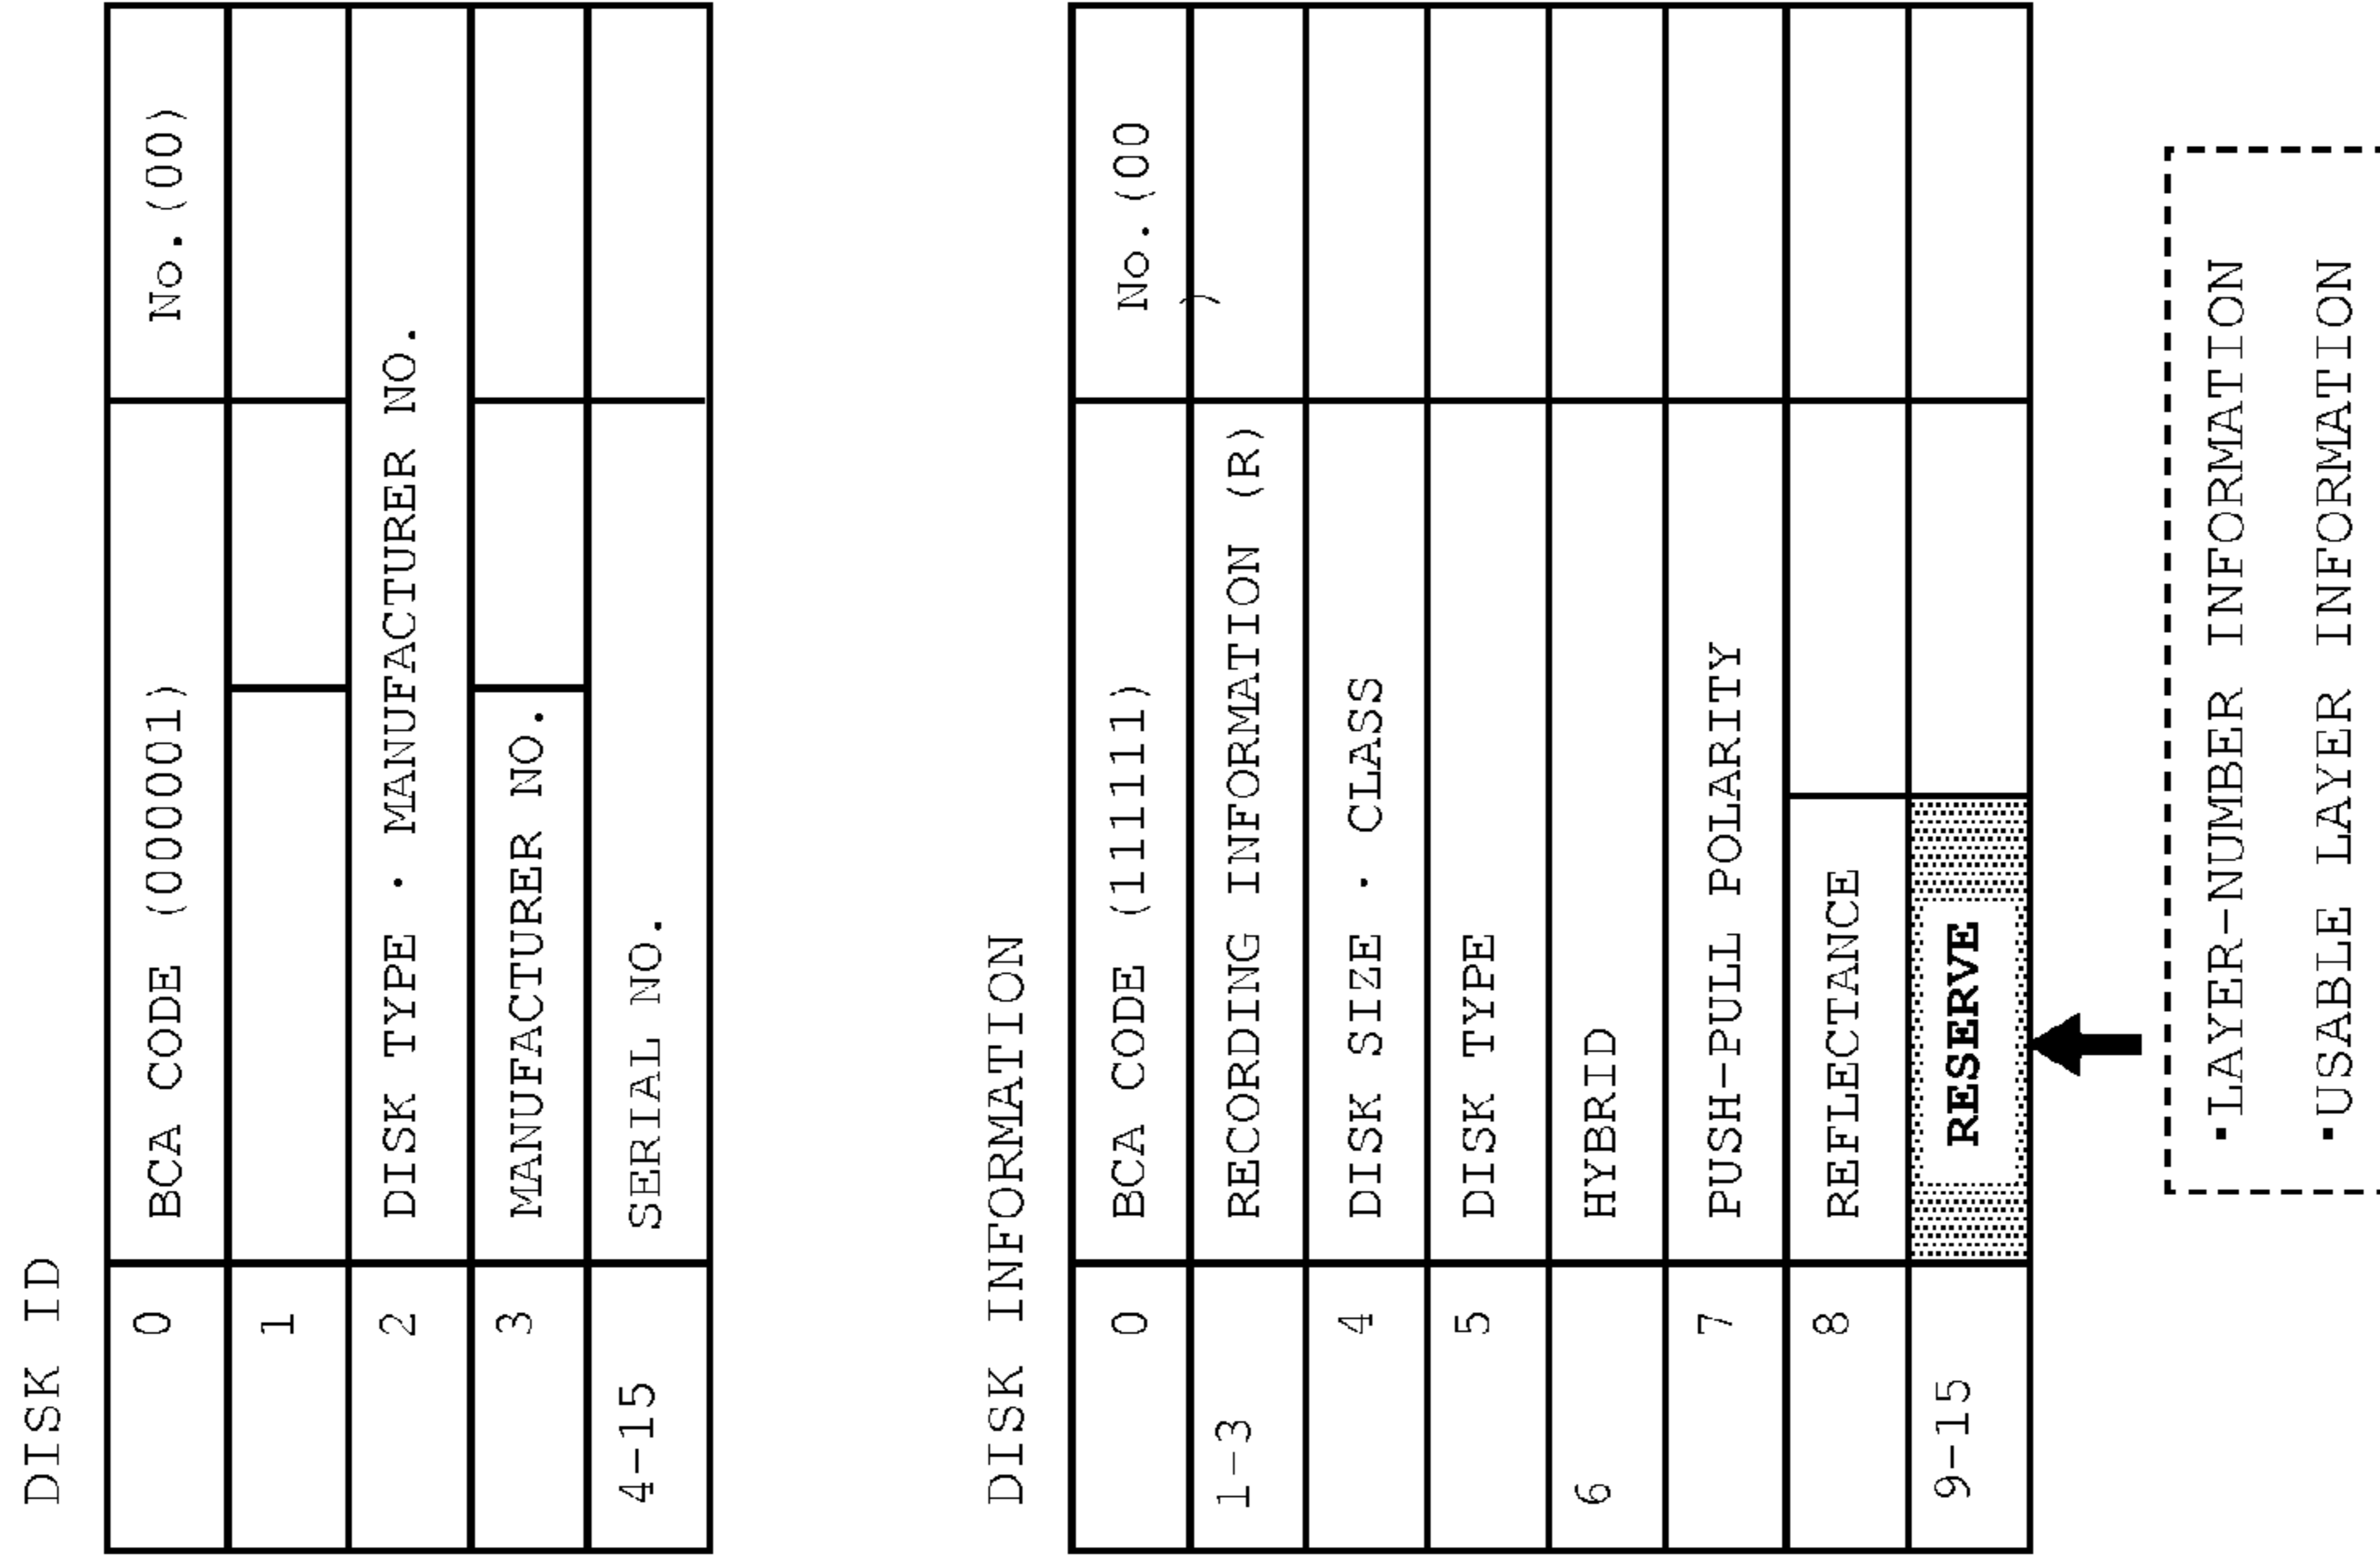 DISK ID
0 BCA CODE (000001) No.(00)
1
2 DISK TYPE · MANUFACTURER NO.
3 MANUFACTURER NO.
4-15 SERIAL NO.
DISK INFORMATION
0 BCA CODE (111111) No.(00
)
1-3 RECORDING INFORMATION (R)
4 DISK SIZE · CLASS
5 DISK TYPE
6 HYBRID
7 PUSH-PULL POLARITY
8 REFLECTANCE
9-15 RESERVE
·LAYER-NUMBER INFORMATION
·USABLE LAYER INFORMATION